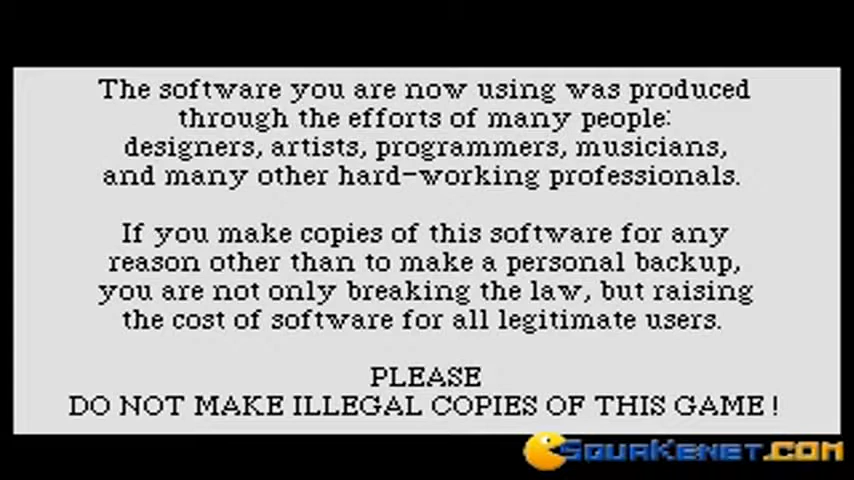 The software you are now using was produced
through the efforts of many people:
designers, artists, programmers, musicians,
and many other hard-working professionals.
If you make copies of this software for any
reason other than to make a personal backup,
you are not only breaking the law, but raising
the cost of software for all legitimate users.
PLEASE
DO NOT MAKE ILLEGAL COPIES OF THIS GAME!
SQUAKENET.COM